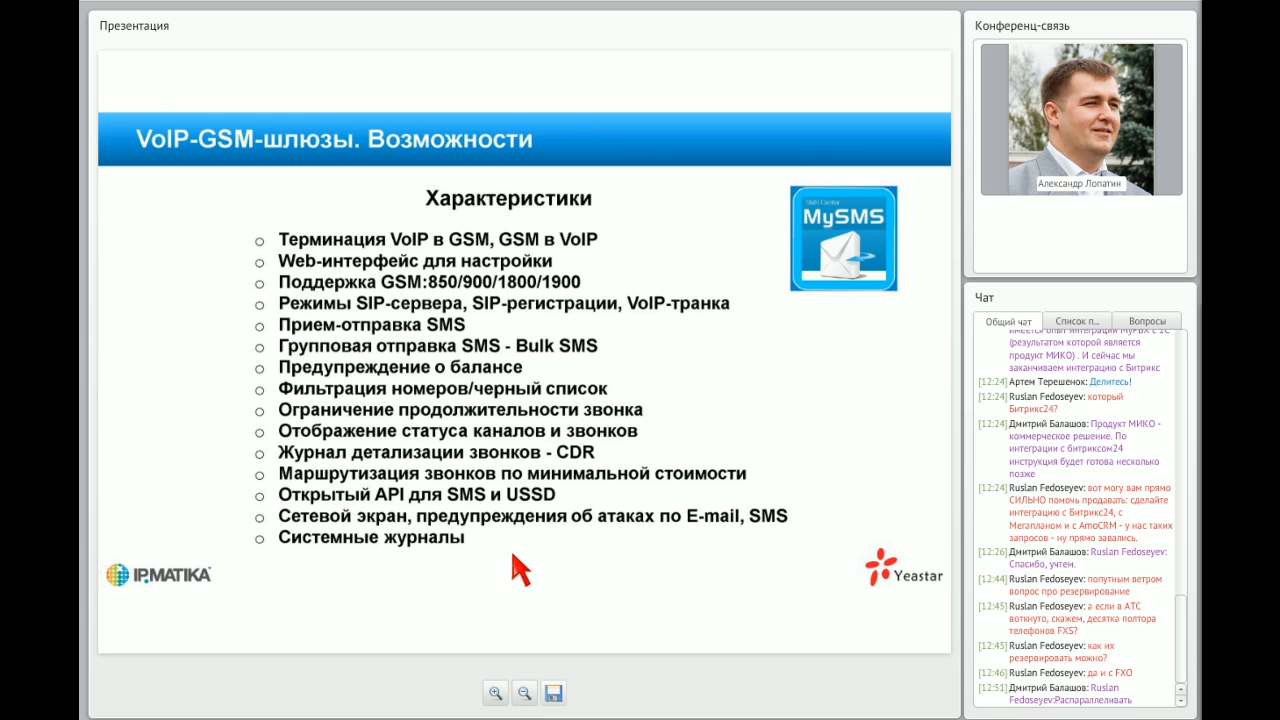 Презентация
VoIP-GSM-шлюзы. Возможности
Характеристики
MySMS
Терминация VoIP в GSM, GSM в VoIP
Web-интерфейс для настройки
Поддержка GSM:850/900/1800/1900
Режимы SIP-сервера, SIP-регистрации, VoIP-транка
Прием-отправка SMS
Групповая отправка SMS - Bulk SMS
Предупреждение о балансе
Фильтрация номеров/черный список
Ограничение продолжительности звонка
Отображение статуса каналов и звонков
Журнал детализации звонков - CDR
Маршрутизация звонков по минимальной стоимости
Открытый API для SMS и USSD
Сетевой экран, предупреждения об атаках по E-mail, SMS
Системные журналы
IPMATIKA
Yeastar
Конференц-связь
Александр Лопатин
Чат
Общий чат
Список п...
Вопросы
имеется опыт интеграции MyPBX с 1С
(результатом которой является
продукт МИКО) . И сейчас мы
заканчиваем интеграцию с Битрикс
[12:24] Артем Терешенок: Делитесь!
[12:24] Ruslan Fedoseyev: который
Битрикс24?
[12:24] Дмитрий Балашов: Продукт МИКО -
коммерческое решение. По
интеграции с битриксом24
инструкция будет готова несколько
позже
[12:24] Ruslan Fedoseyev: вот могу вам прямо
СИЛЬНО помочь продавать: сделайте
интеграцию с Битрикс24, с
Мегапланом и с AmoCRM - у нас таких
запросов - ну прямо завались.
[12:26] Дмитрий Балашов: Ruslan Fedoseyev:
Спасибо, учтем.
[12:44] Ruslan Fedoseyev: попутным ветром
вопрос про резервирование
[12:45] Ruslan Fedoseyev: а если в АТС
воткнуто, скажем, десятка полтора
телефонов FXS?
[12:45] Ruslan Fedoseyev: как их
резервировать можно?
[12:46] Ruslan Fedoseyev: да и с FXO
[12:51] Дмитрий Балашов: Ruslan
Fedoseyev:Распараллеливать